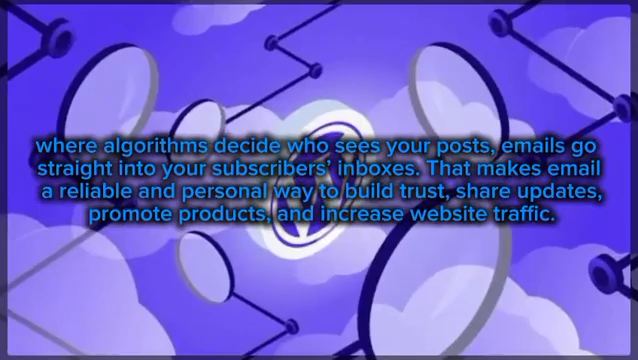 where algorithms decide who sees your posts, emails go
straight into your subscribers’ inboxes. That makes email
a reliable and personal way to build trust, share updates,
promote products, and increase website traffic.